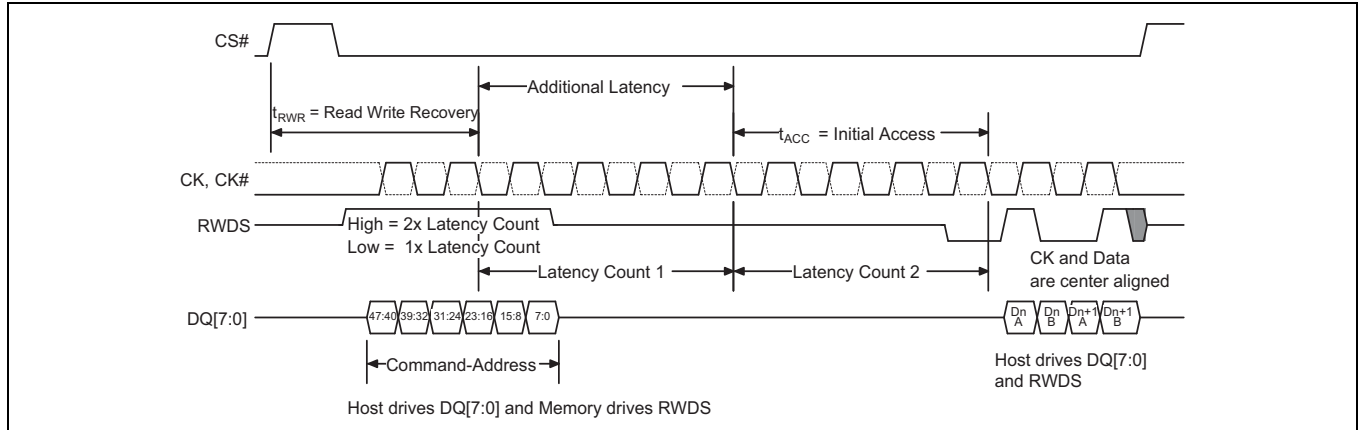 CS#
Additional Latency
tRWR = Read Write Recovery
tACC = Initial Access
CK, CK#
RWDS
High = 2x Latency Count
Low = 1x Latency Count
CK and Data
are center aligned
Latency Count 1
Latency Count 2
DQ[7:0]
47:40 39:32 31:24 23:16 15:8 7:0
Dn A Dn B Dn+1 A Dn+1 B
Command-Address
Host drives DQ[7:0]
and RWDS
Host drives DQ[7:0] and Memory drives RWDS